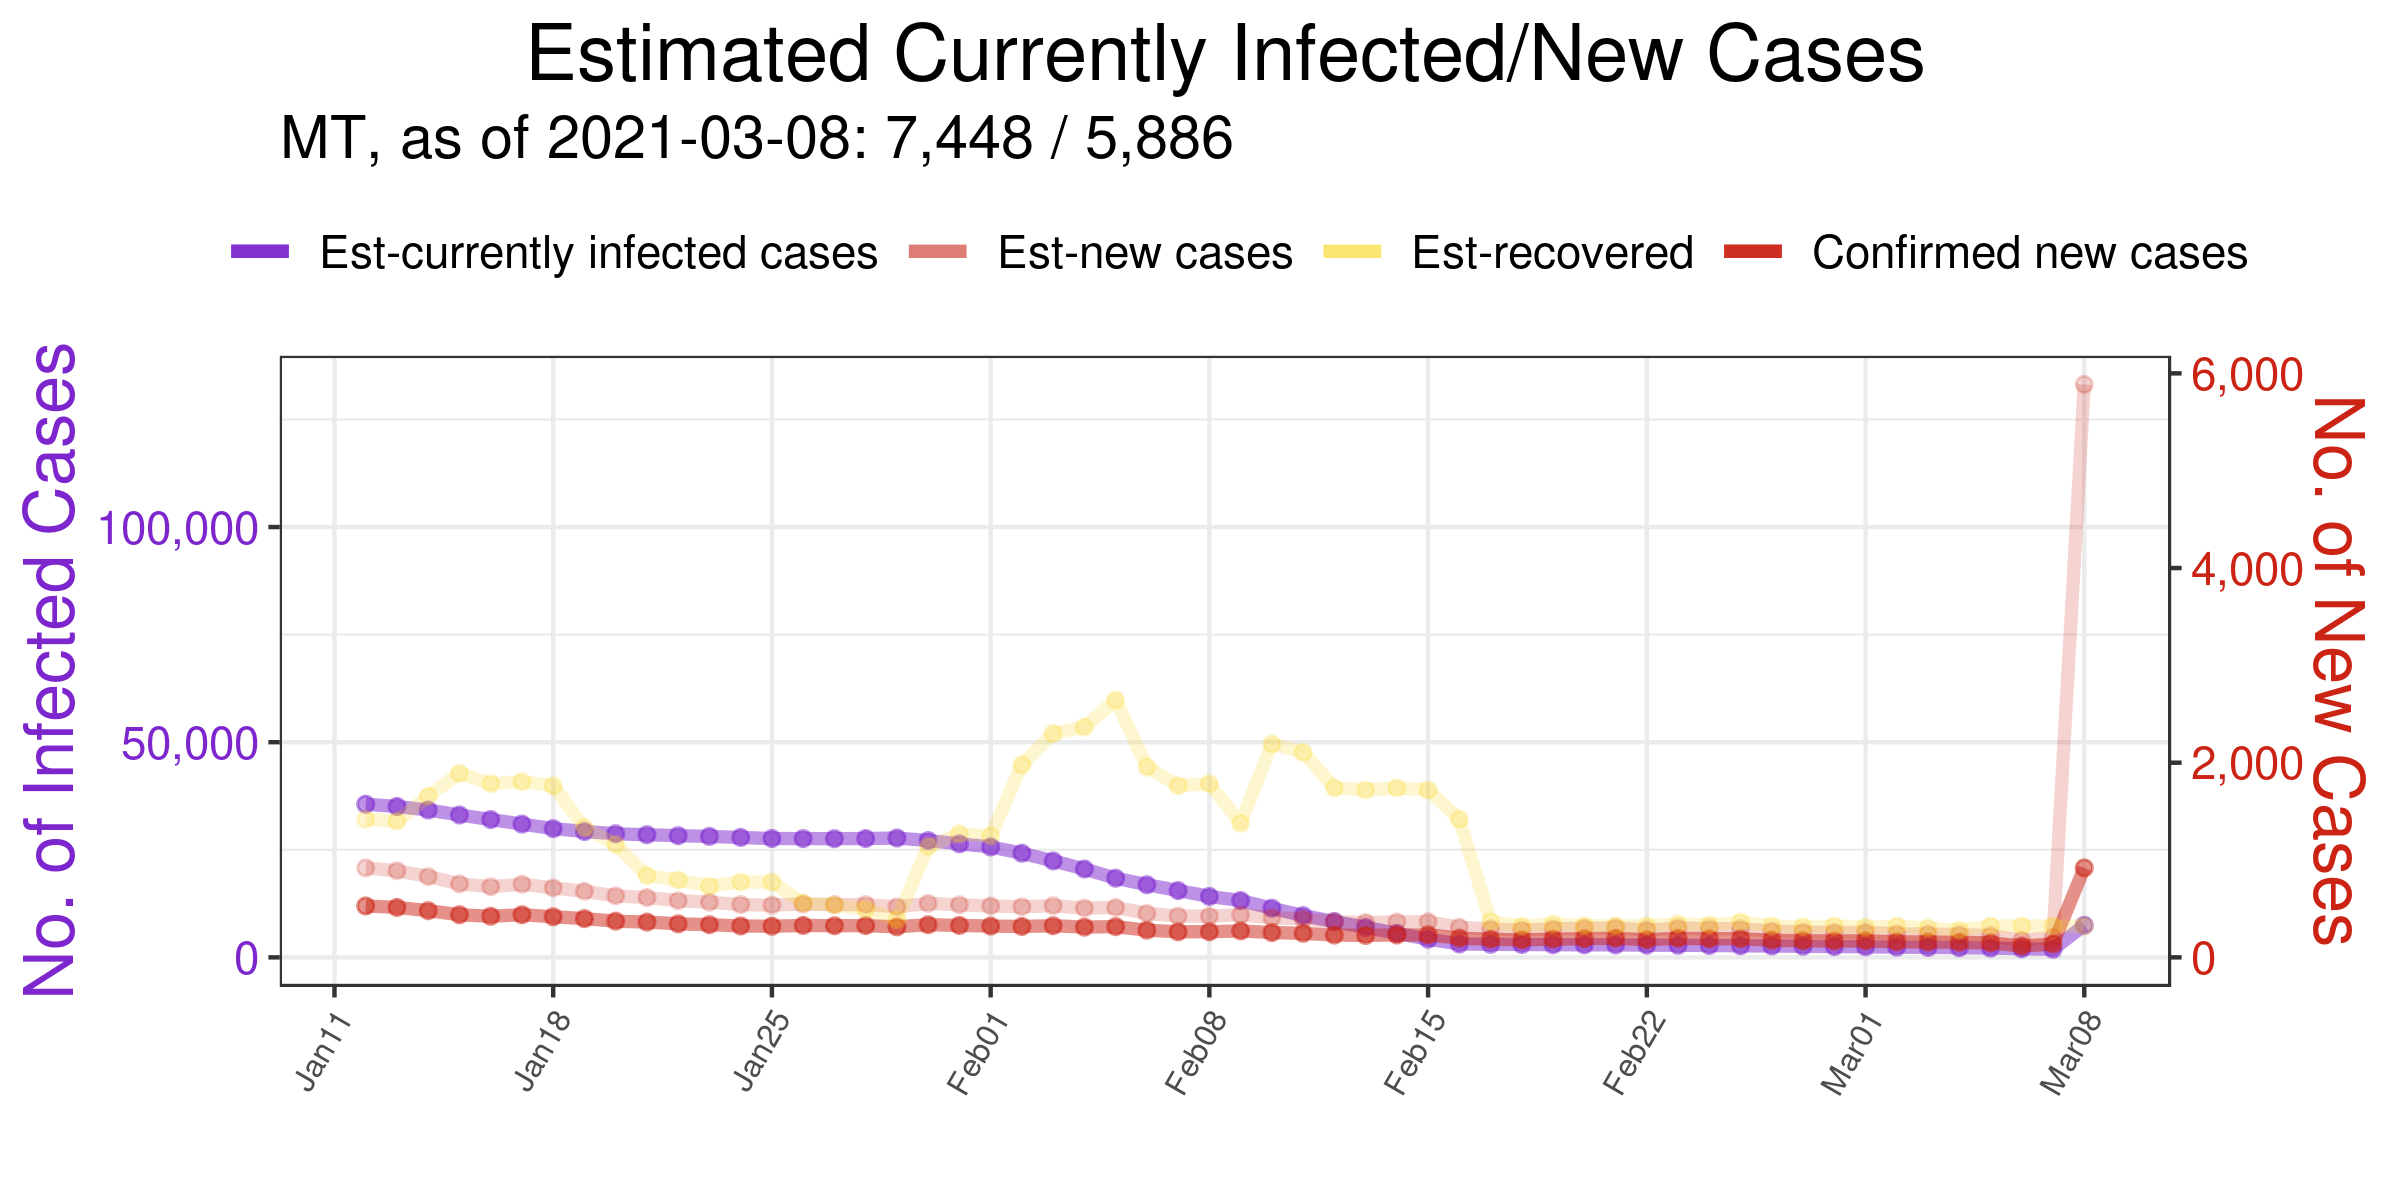 Estimated Currently Infected/New Cases
MT, as of 2021-03-08: 7,448 / 5,886
Est-currently infected cases Est-new cases Est-recovered Confirmed new cases
No. of Infected Cases
100,000
50,000
0
6,000
4,000
2,000
0
No. of New Cases
Jan11 Jan18 Jan25 Feb01 Feb08 Feb15 Feb22 Mar01 Mar08